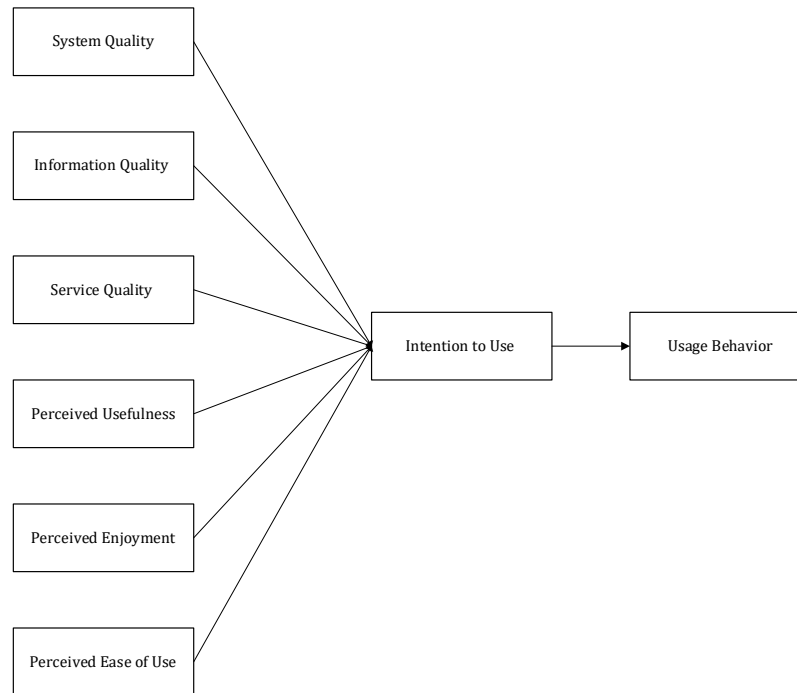 System Quality
Information Quality
Service Quality
Intention to Use
Usage Behavior
Perceived Usefulness
Perceived Enjoyment
Perceived Ease of Use